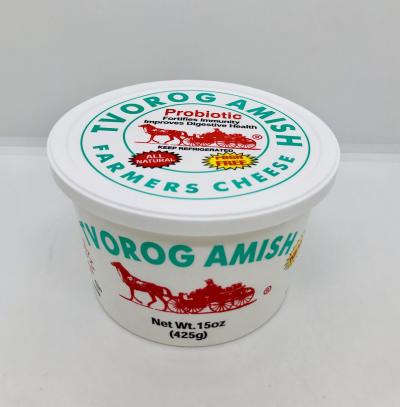 TVOROG AMISH
Probiotic
Fortifies Immunity
Improves Digestive Health
®
KEEP REFRIGERATED
ALL
NATURAL
FREE
FARMERS CHEESE
TVOROG AMISH
®
Net Wt.15oz
(425g)